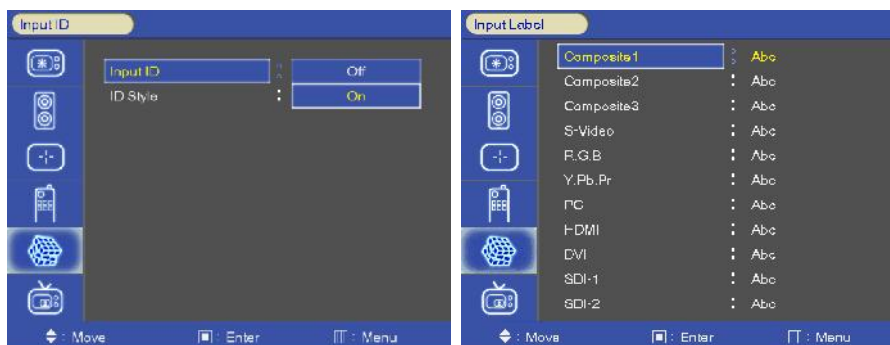 Input ID
Input ID : Off
ID Style : On
: Move : Enter : Menu
Input Label
Composite1 : Abc
Composite2 : Abc
Composite3 : Abc
S-Video : Abc
R.G.B : Abc
Y.Pb.Pr : Abc
PC : Abc
HDMI : Abc
DVI : Abc
SDI-1 : Abc
SDI-2 : Abc
: Move : Enter : Menu